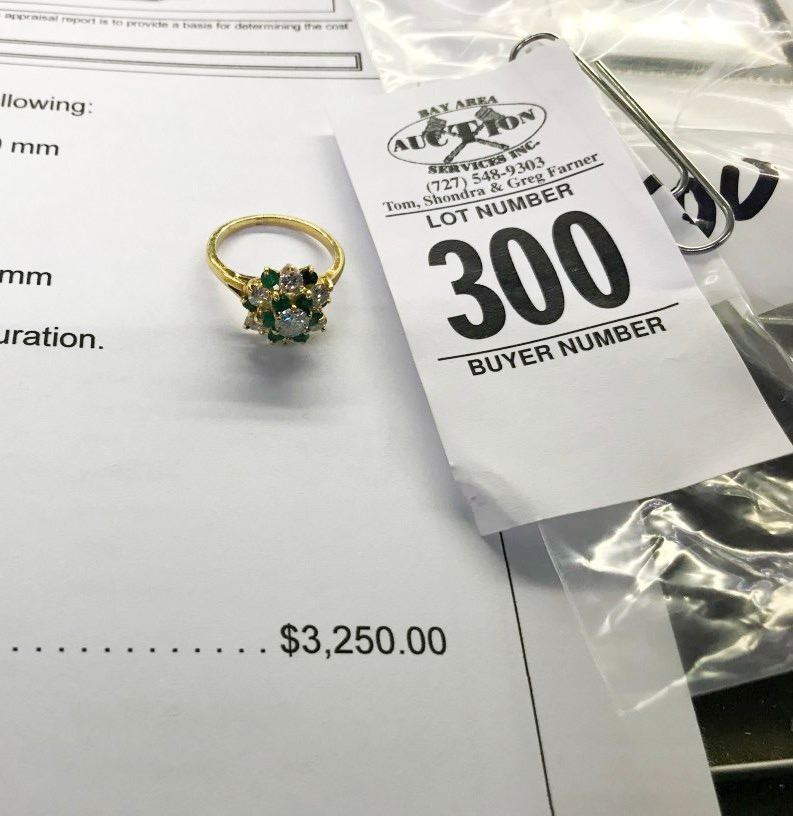 appraisal report is to provide a basis for determining the cost
llowing:
mm
mm
uration.
............ $3,250.00
BAY AREA
AUCTION
SERVICES INC.
(727) 548-9303
Tom, Shondra & Greg Farner
LOT NUMBER
300
BUYER NUMBER